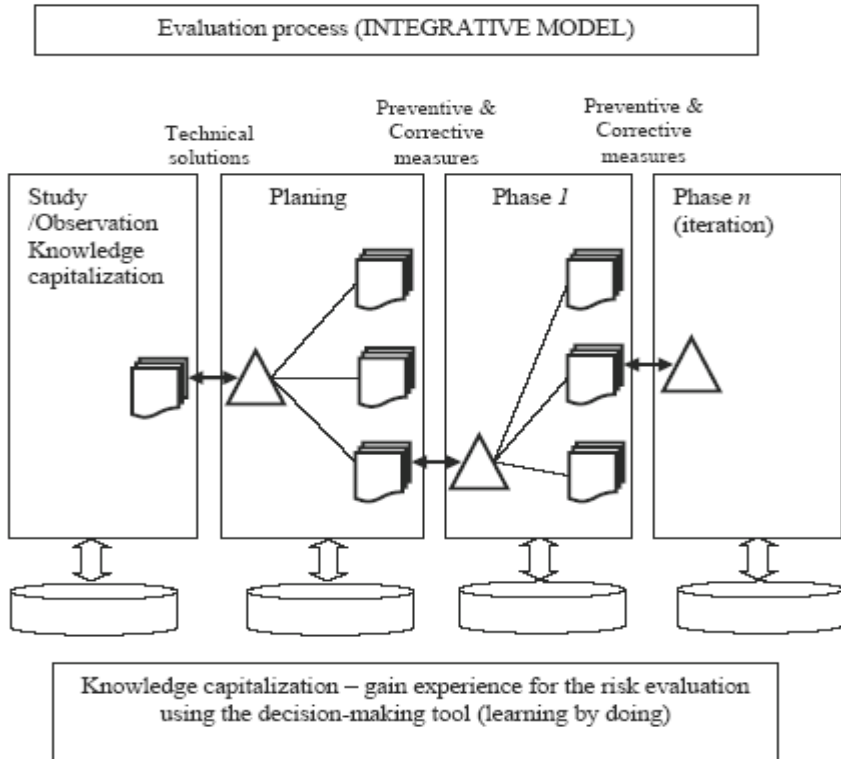 Evaluation process (INTEGRATIVE MODEL)
Technical
solutions
Preventive &
Corrective
measures
Preventive &
Corrective
measures
Study
/Observation
Knowledge
capitalization
Planing
Phase 1
Phase n
(iteration)
Knowledge capitalization – gain experience for the risk evaluation
using the decision-making tool (learning by doing)